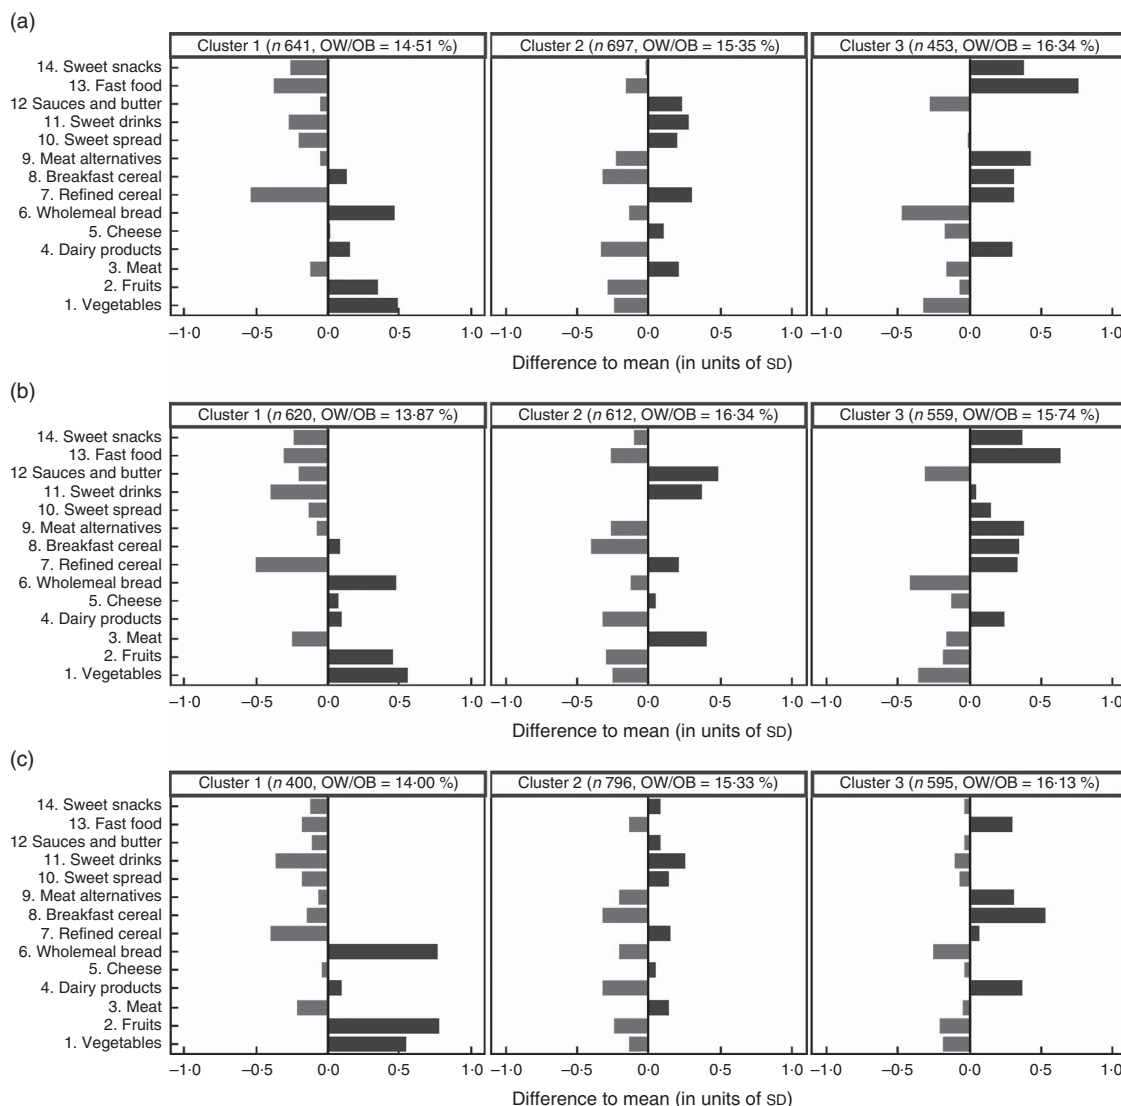 (a)
Cluster 1 (n 641, OW/OB = 14·51 %)
Cluster 2 (n 697, OW/OB = 15·35 %)
Cluster 3 (n 453, OW/OB = 16·34 %)
14. Sweet snacks
13. Fast food
12 Sauces and butter
11. Sweet drinks
10. Sweet spread
9. Meat alternatives
8. Breakfast cereal
7. Refined cereal
6. Wholemeal bread
5. Cheese
4. Dairy products
3. Meat
2. Fruits
1. Vegetables
−1·0 −0·5 0·0 0·5 1·0 −1·0 −0·5 0·0 0·5 1·0 −1·0 −0·5 0·0 0·5 1·0
Difference to mean (in units of SD)
(b)
Cluster 1 (n 620, OW/OB = 13·87 %)
Cluster 2 (n 612, OW/OB = 16·34 %)
Cluster 3 (n 559, OW/OB = 15·74 %)
14. Sweet snacks
13. Fast food
12 Sauces and butter
11. Sweet drinks
10. Sweet spread
9. Meat alternatives
8. Breakfast cereal
7. Refined cereal
6. Wholemeal bread
5. Cheese
4. Dairy products
3. Meat
2. Fruits
1. Vegetables
−1·0 −0·5 0·0 0·5 1·0 −1·0 −0·5 0·0 0·5 1·0 −1·0 −0·5 0·0 0·5 1·0
Difference to mean (in units of SD)
(c)
Cluster 1 (n 400, OW/OB = 14·00 %)
Cluster 2 (n 796, OW/OB = 15·33 %)
Cluster 3 (n 595, OW/OB = 16·13 %)
14. Sweet snacks
13. Fast food
12 Sauces and butter
11. Sweet drinks
10. Sweet spread
9. Meat alternatives
8. Breakfast cereal
7. Refined cereal
6. Wholemeal bread
5. Cheese
4. Dairy products
3. Meat
2. Fruits
1. Vegetables
−1·0 −0·5 0·0 0·5 1·0 −1·0 −0·5 0·0 0·5 1·0 −1·0 −0·5 0·0 0·5 1·0
Difference to mean (in units of SD)